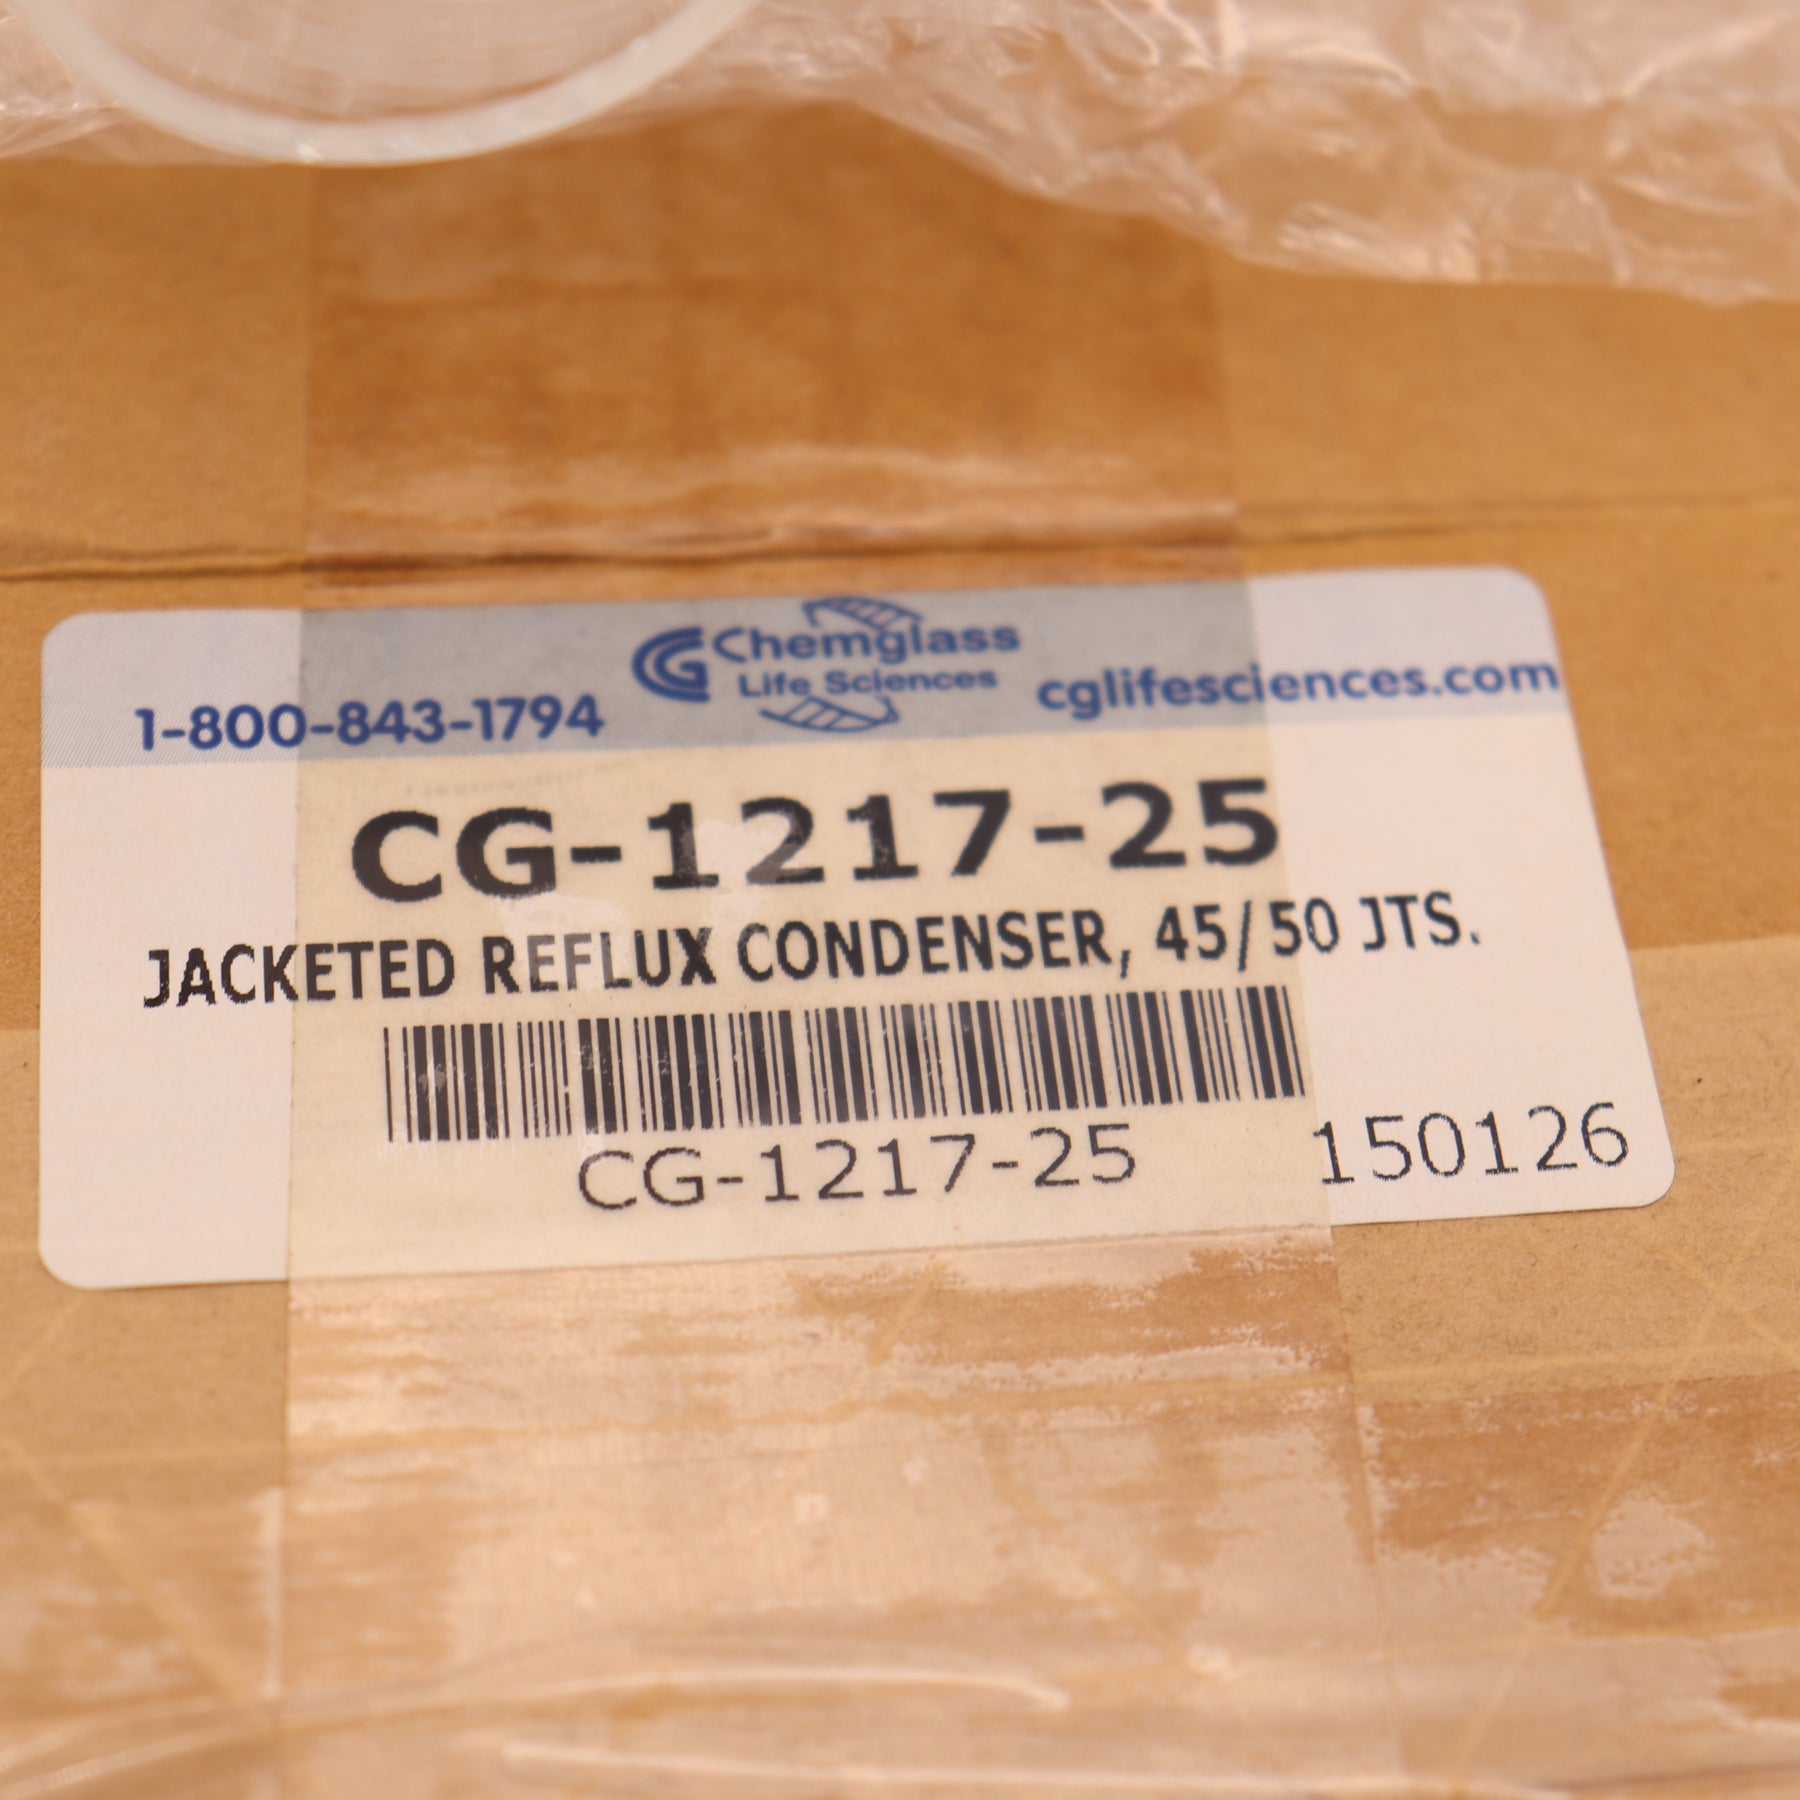 1-800-843-1794
CG Chemglass
Life Sciences
cglifesciences.com
CG-1217-25
JACKETED REFLUX CONDENSER, 45/50 JTS.
CG-1217-25
150126